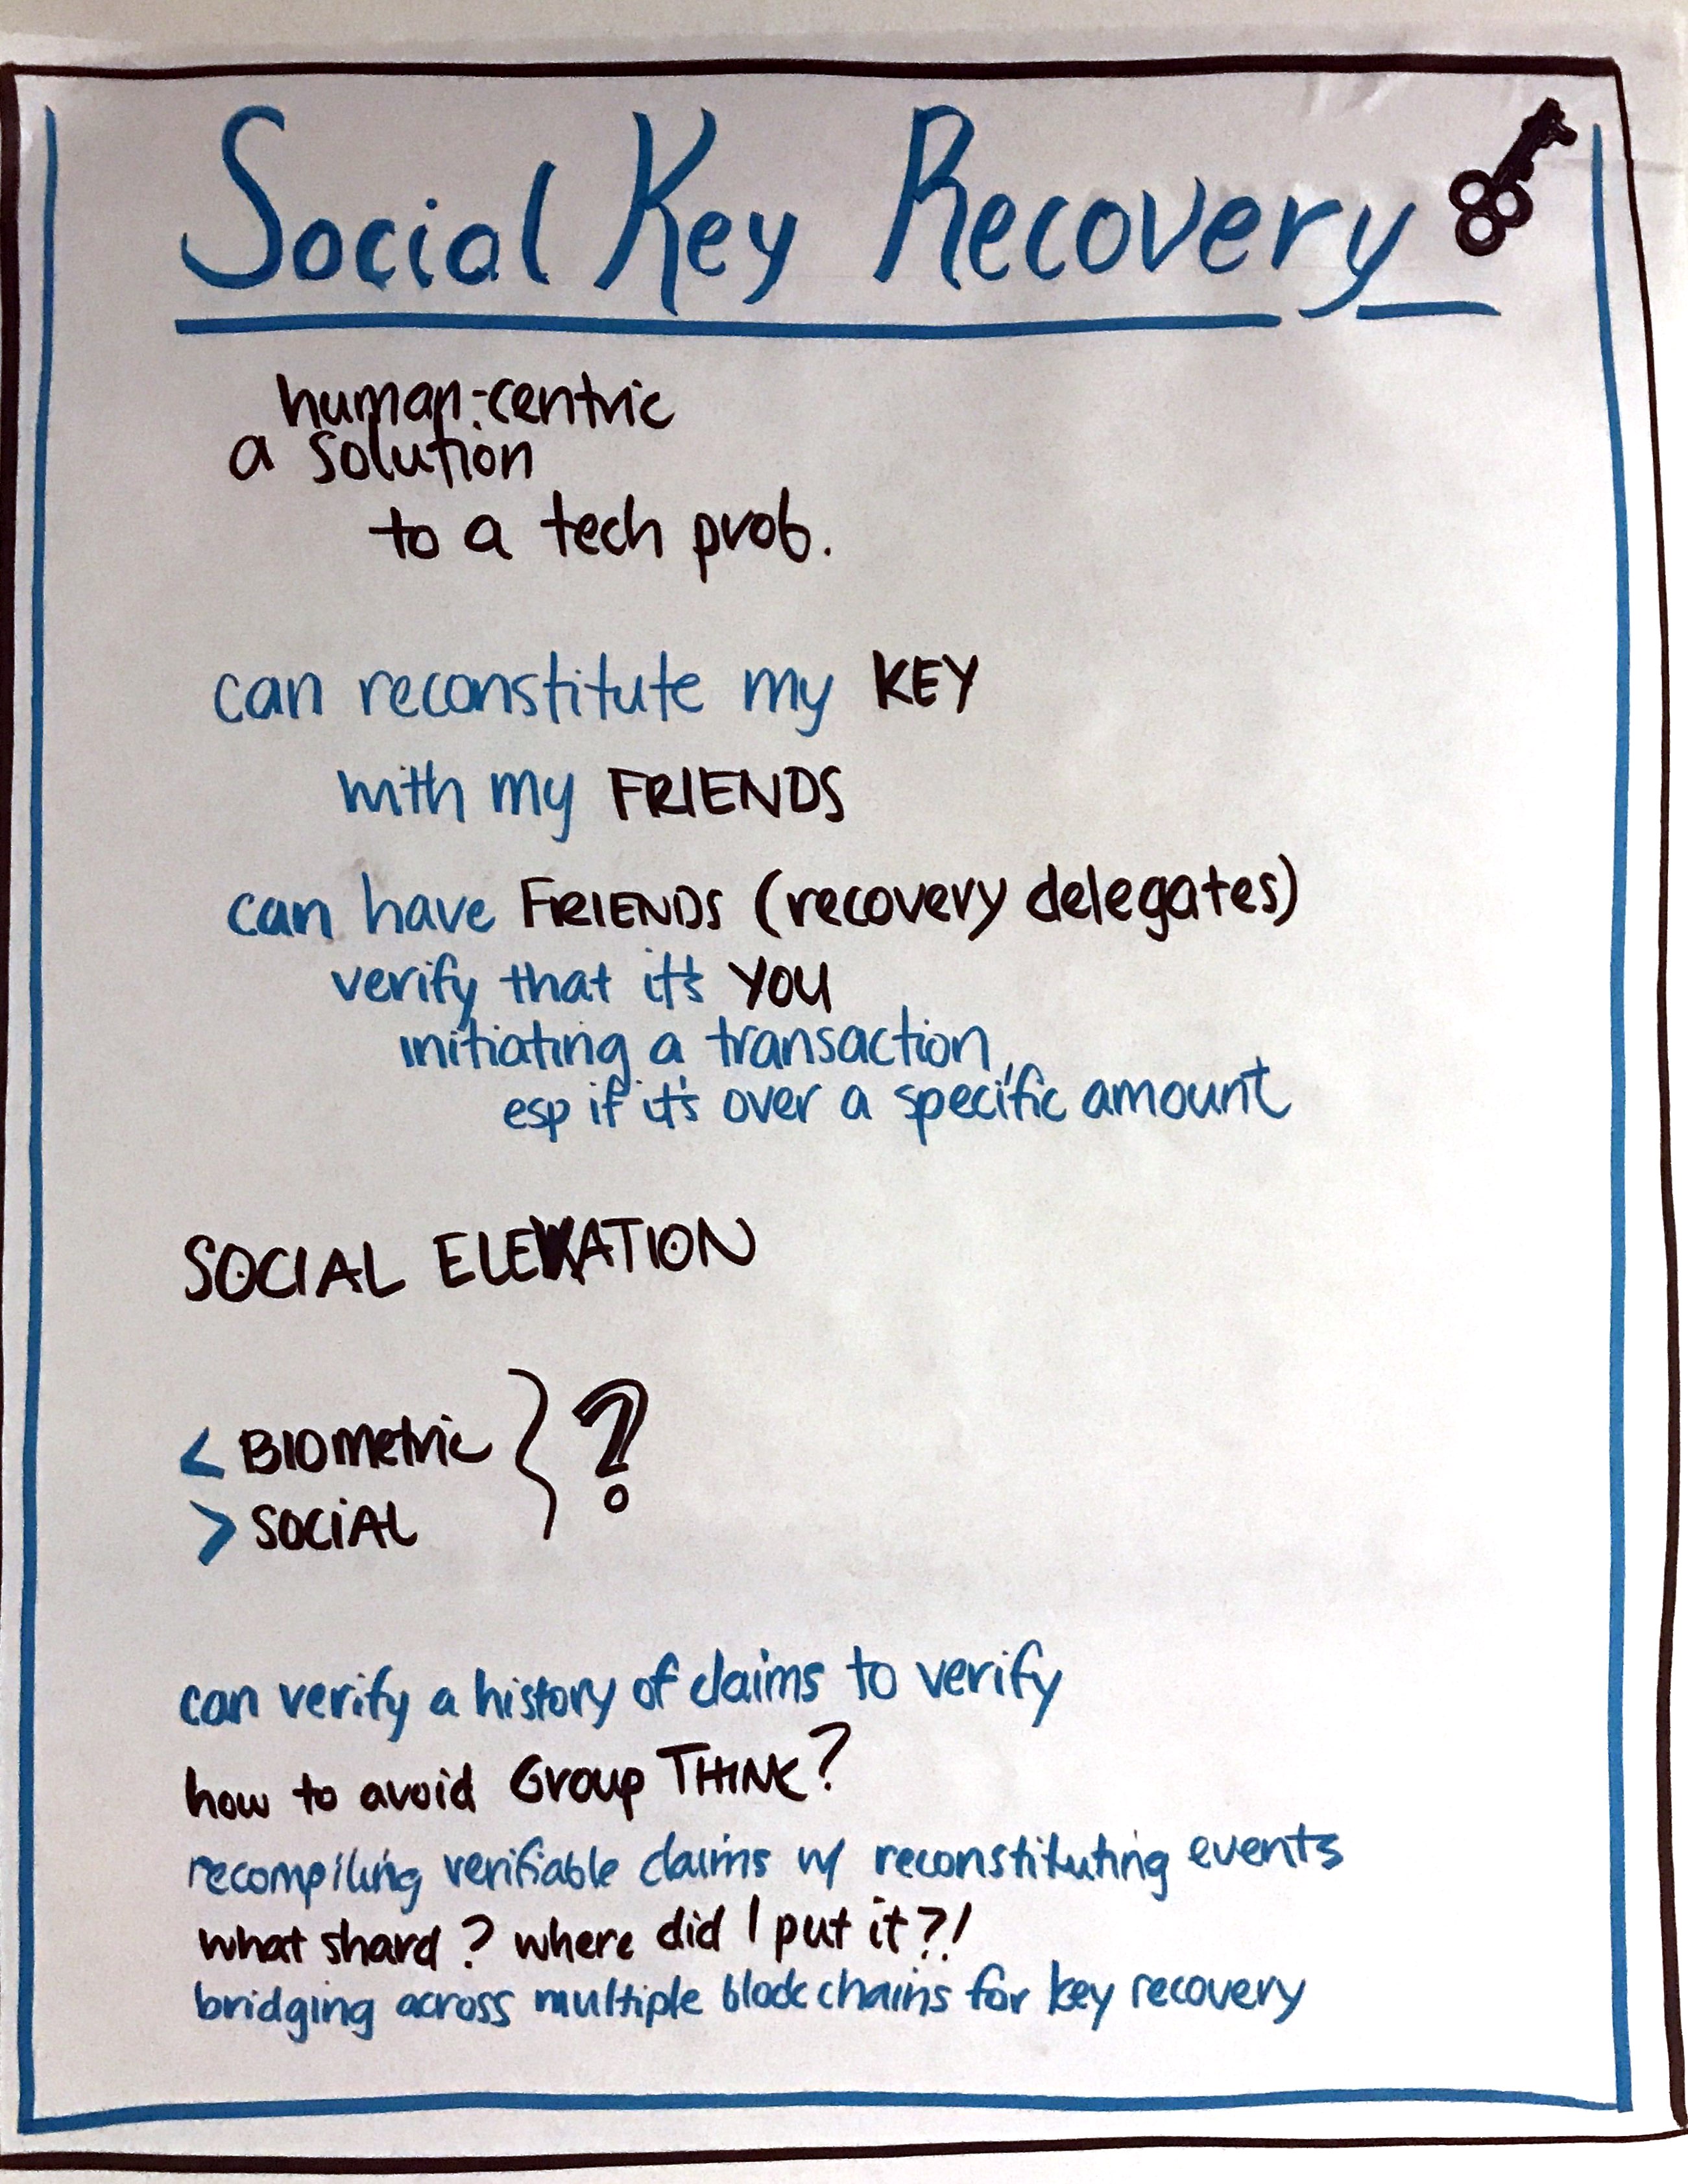 Social Key Recovery
human-centric
a solution
to a tech prob.
can reconstitute my KEY
with my FRIENDS
can have FRIENDS (recovery delegates)
verify that it's YOU
initiating a transaction,
esp if it's over a specific amount
SOCIAL ELEVATION
< BIOmetric
> SOCiAL
?
can verify a history of claims to verify
how to avoid Group THINK?
recompiling verifiable claims w/ reconstituting events
what shard? where did I put it?!
bridging across multiple blockchains for key recovery